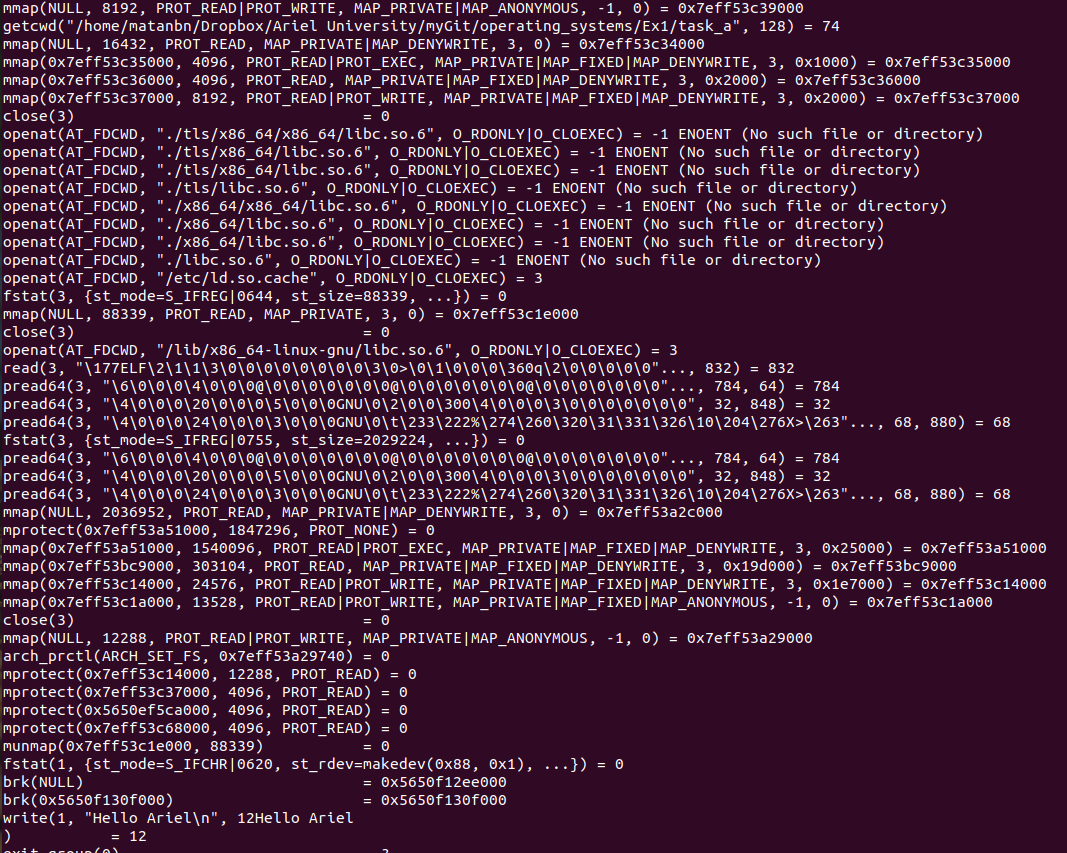 mmap(NULL, 8192, PROT_READ|PROT_WRITE, MAP_PRIVATE|MAP_ANONYMOUS, -1, 0) = 0x7eff53c39000
getcwd("/home/matanbn/Dropbox/Ariel University/myGit/operating_systems/Ex1/task_a", 128) = 74
mmap(NULL, 16432, PROT_READ, MAP_PRIVATE|MAP_DENYWRITE, 3, 0) = 0x7eff53c34000
mmap(0x7eff53c35000, 4096, PROT_READ|PROT_EXEC, MAP_PRIVATE|MAP_FIXED|MAP_DENYWRITE, 3, 0x1000) = 0x7eff53c35000
mmap(0x7eff53c36000, 4096, PROT_READ, MAP_PRIVATE|MAP_FIXED|MAP_DENYWRITE, 3, 0x2000) = 0x7eff53c36000
mmap(0x7eff53c37000, 8192, PROT_READ|PROT_WRITE, MAP_PRIVATE|MAP_FIXED|MAP_DENYWRITE, 3, 0x2000) = 0x7eff53c37000
close(3)                                = 0
openat(AT_FDCWD, "./tls/x86_64/x86_64/libc.so.6", O_RDONLY|O_CLOEXEC) = -1 ENOENT (No such file or directory)
openat(AT_FDCWD, "./tls/x86_64/libc.so.6", O_RDONLY|O_CLOEXEC) = -1 ENOENT (No such file or directory)
openat(AT_FDCWD, "./tls/x86_64/libc.so.6", O_RDONLY|O_CLOEXEC) = -1 ENOENT (No such file or directory)
openat(AT_FDCWD, "./tls/libc.so.6", O_RDONLY|O_CLOEXEC) = -1 ENOENT (No such file or directory)
openat(AT_FDCWD, "./x86_64/x86_64/libc.so.6", O_RDONLY|O_CLOEXEC) = -1 ENOENT (No such file or directory)
openat(AT_FDCWD, "./x86_64/libc.so.6", O_RDONLY|O_CLOEXEC) = -1 ENOENT (No such file or directory)
openat(AT_FDCWD, "./x86_64/libc.so.6", O_RDONLY|O_CLOEXEC) = -1 ENOENT (No such file or directory)
openat(AT_FDCWD, "./libc.so.6", O_RDONLY|O_CLOEXEC) = -1 ENOENT (No such file or directory)
openat(AT_FDCWD, "/etc/ld.so.cache", O_RDONLY|O_CLOEXEC) = 3
fstat(3, {st_mode=S_IFREG|0644, st_size=88339, ...}) = 0
mmap(NULL, 88339, PROT_READ, MAP_PRIVATE, 3, 0) = 0x7eff53c1e000
close(3)                                = 0
openat(AT_FDCWD, "/lib/x86_64-linux-gnu/libc.so.6", O_RDONLY|O_CLOEXEC) = 3
read(3, "\177ELF\2\1\1\3\0\0\0\0\0\0\0\0\3\0>\0\1\0\0\0\360q\2\0\0\0\0\0"..., 832) = 832
pread64(3, "\6\0\0\0\4\0\0\0@\0\0\0\0\0\0\0@\0\0\0\0\0\0\0@\0\0\0\0\0\0\0"..., 784, 64) = 784
pread64(3, "\4\0\0\0\20\0\0\0\5\0\0\0GNU\0\2\0\0\300\4\0\0\0\3\0\0\0\0\0\0\0", 32, 848) = 32
pread64(3, "\4\0\0\0\24\0\0\0\3\0\0\0GNU\0\t\233\222%\274\260\320\31\331\326\10\204\276X>\263"..., 68, 880) = 68
fstat(3, {st_mode=S_IFREG|0755, st_size=2029224, ...}) = 0
pread64(3, "\6\0\0\0\4\0\0\0@\0\0\0\0\0\0\0@\0\0\0\0\0\0\0@\0\0\0\0\0\0\0"..., 784, 64) = 784
pread64(3, "\4\0\0\0\20\0\0\0\5\0\0\0GNU\0\2\0\0\300\4\0\0\0\3\0\0\0\0\0\0\0", 32, 848) = 32
pread64(3, "\4\0\0\0\24\0\0\0\3\0\0\0GNU\0\t\233\222%\274\260\320\31\331\326\10\204\276X>\263"..., 68, 880) = 68
mmap(NULL, 2036952, PROT_READ, MAP_PRIVATE|MAP_DENYWRITE, 3, 0) = 0x7eff53a2c000
mprotect(0x7eff53a51000, 1847296, PROT_NONE) = 0
mmap(0x7eff53a51000, 1540096, PROT_READ|PROT_EXEC, MAP_PRIVATE|MAP_FIXED|MAP_DENYWRITE, 3, 0x25000) = 0x7eff53a51000
mmap(0x7eff53bc9000, 303104, PROT_READ, MAP_PRIVATE|MAP_FIXED|MAP_DENYWRITE, 3, 0x19d000) = 0x7eff53bc9000
mmap(0x7eff53c14000, 24576, PROT_READ|PROT_WRITE, MAP_PRIVATE|MAP_FIXED|MAP_DENYWRITE, 3, 0x1e7000) = 0x7eff53c14000
mmap(0x7eff53c1a000, 13528, PROT_READ|PROT_WRITE, MAP_PRIVATE|MAP_FIXED|MAP_ANONYMOUS, -1, 0) = 0x7eff53c1a000
close(3)                                = 0
mmap(NULL, 12288, PROT_READ|PROT_WRITE, MAP_PRIVATE|MAP_ANONYMOUS, -1, 0) = 0x7eff53a29000
arch_prctl(ARCH_SET_FS, 0x7eff53a29740) = 0
mprotect(0x7eff53c14000, 12288, PROT_READ) = 0
mprotect(0x7eff53c37000, 4096, PROT_READ) = 0
mprotect(0x5650ef5ca000, 4096, PROT_READ) = 0
mprotect(0x7eff53c68000, 4096, PROT_READ) = 0
munmap(0x7eff53c1e000, 88339)           = 0
fstat(1, {st_mode=S_IFCHR|0620, st_rdev=makedev(0x88, 0x1), ...}) = 0
brk(NULL)                               = 0x5650f12ee000
brk(0x5650f130f000)                     = 0x5650f130f000
write(1, "Hello Ariel\n", 12Hello Ariel
)           = 12
exit_group(0)                           = ?